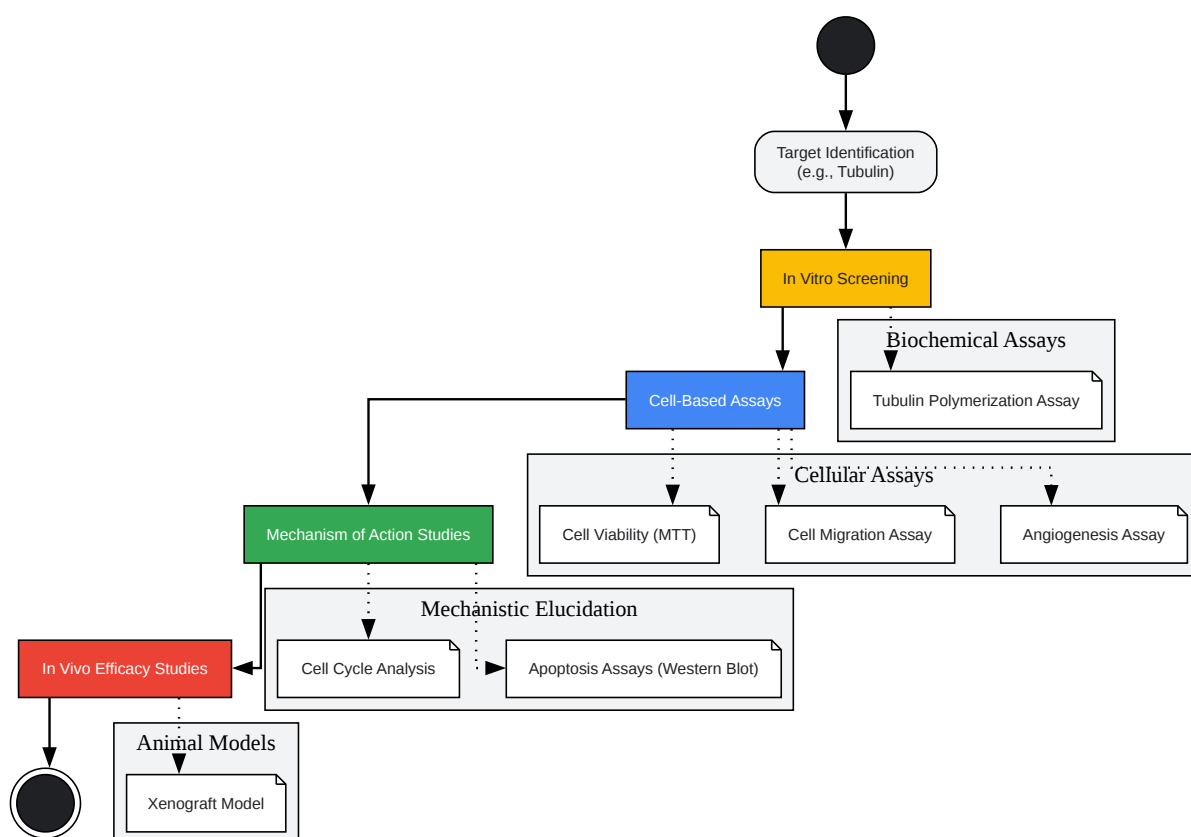 Target Identification
(e.g., Tubulin)
In Vitro Screening
Biochemical Assays
Cell-Based Assays
Tubulin Polymerization Assay
Cellular Assays
Mechanism of Action Studies
Cell Viability (MTT)
Cell Migration Assay
Angiogenesis Assay
Mechanistic Elucidation
In Vivo Efficacy Studies
Cell Cycle Analysis
Apoptosis Assays (Western Blot)
Animal Models
Xenograft Model